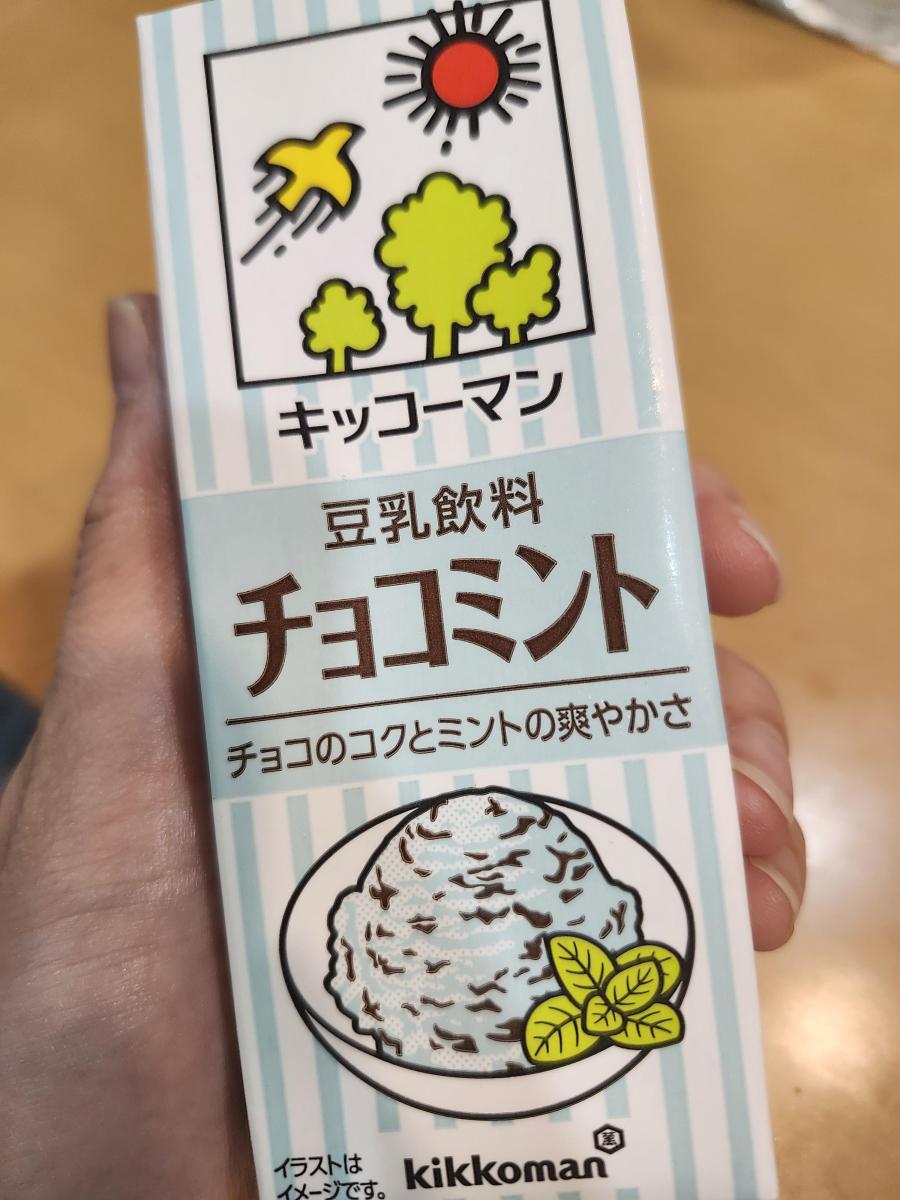 キッコーマン
豆乳飲料
チョコミント
チョコのコクとミントの爽やかさ
イラストは
イメージです。
kikkoman
萬